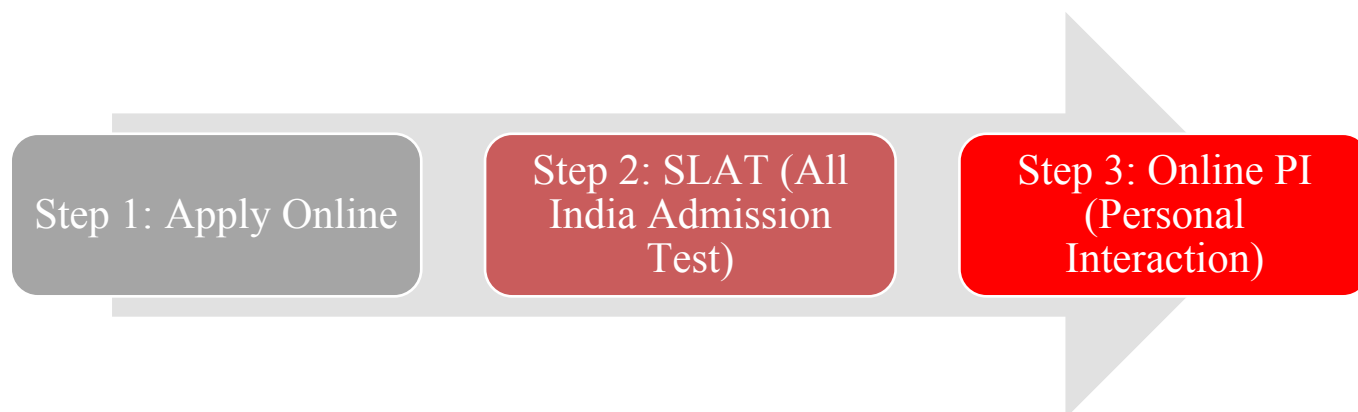 Step 1: Apply Online
Step 2: SLAT (All
India Admission
Test)
Step 3: Online PI
(Personal
Interaction)